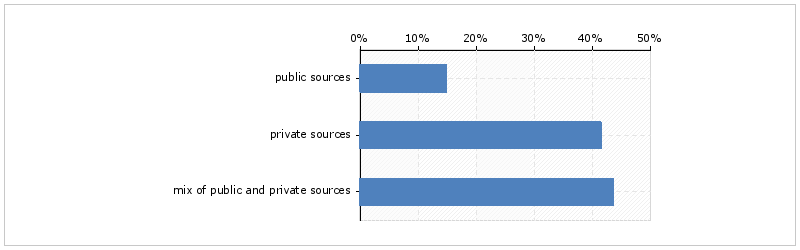 0% 10% 20% 30% 40% 50%
public sources
private sources
mix of public and private sources